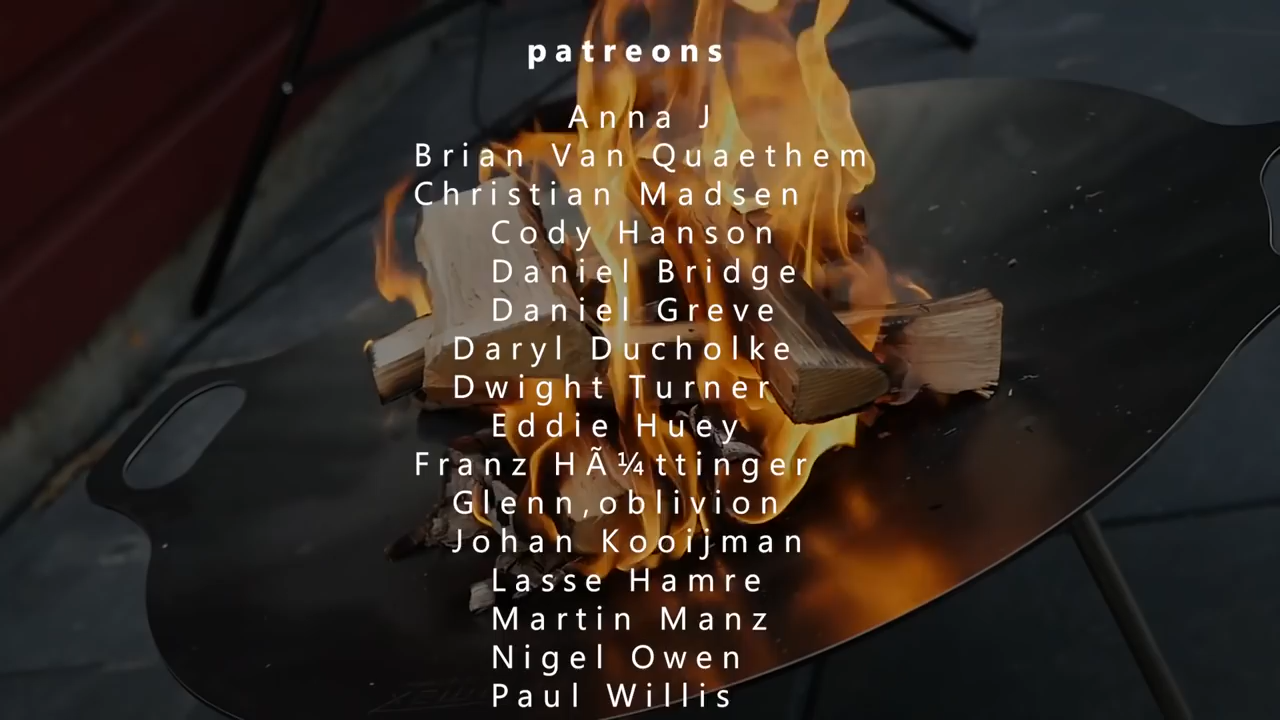 patreons
Anna J
Brian Van Quaethem
Christian Madsen
Cody Hanson
Daniel Bridge
Daniel Greve
Daryl Ducholke
Dwight Turner
Eddie Huey
Franz HÃ¼ttinger
Glenn,oblivion
Johan Kooijman
Lasse Hamre
Martin Manz
Nigel Owen
Paul Willis